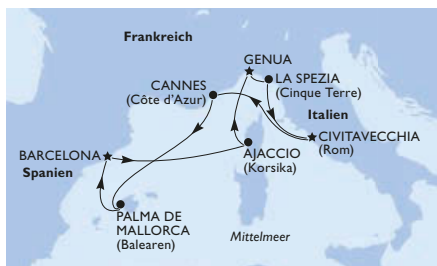 Frankreich
GENUA
CANNES
(Côte d'Azur)
LA SPEZIA
(Cinque Terre)
Italien
CIVITAVECCHIA
(Rom)
BARCELONA
Spanien
AJACCIO
(Korsika)
PALMA DE
MALLORCA
(Balearen)
Mittelmeer